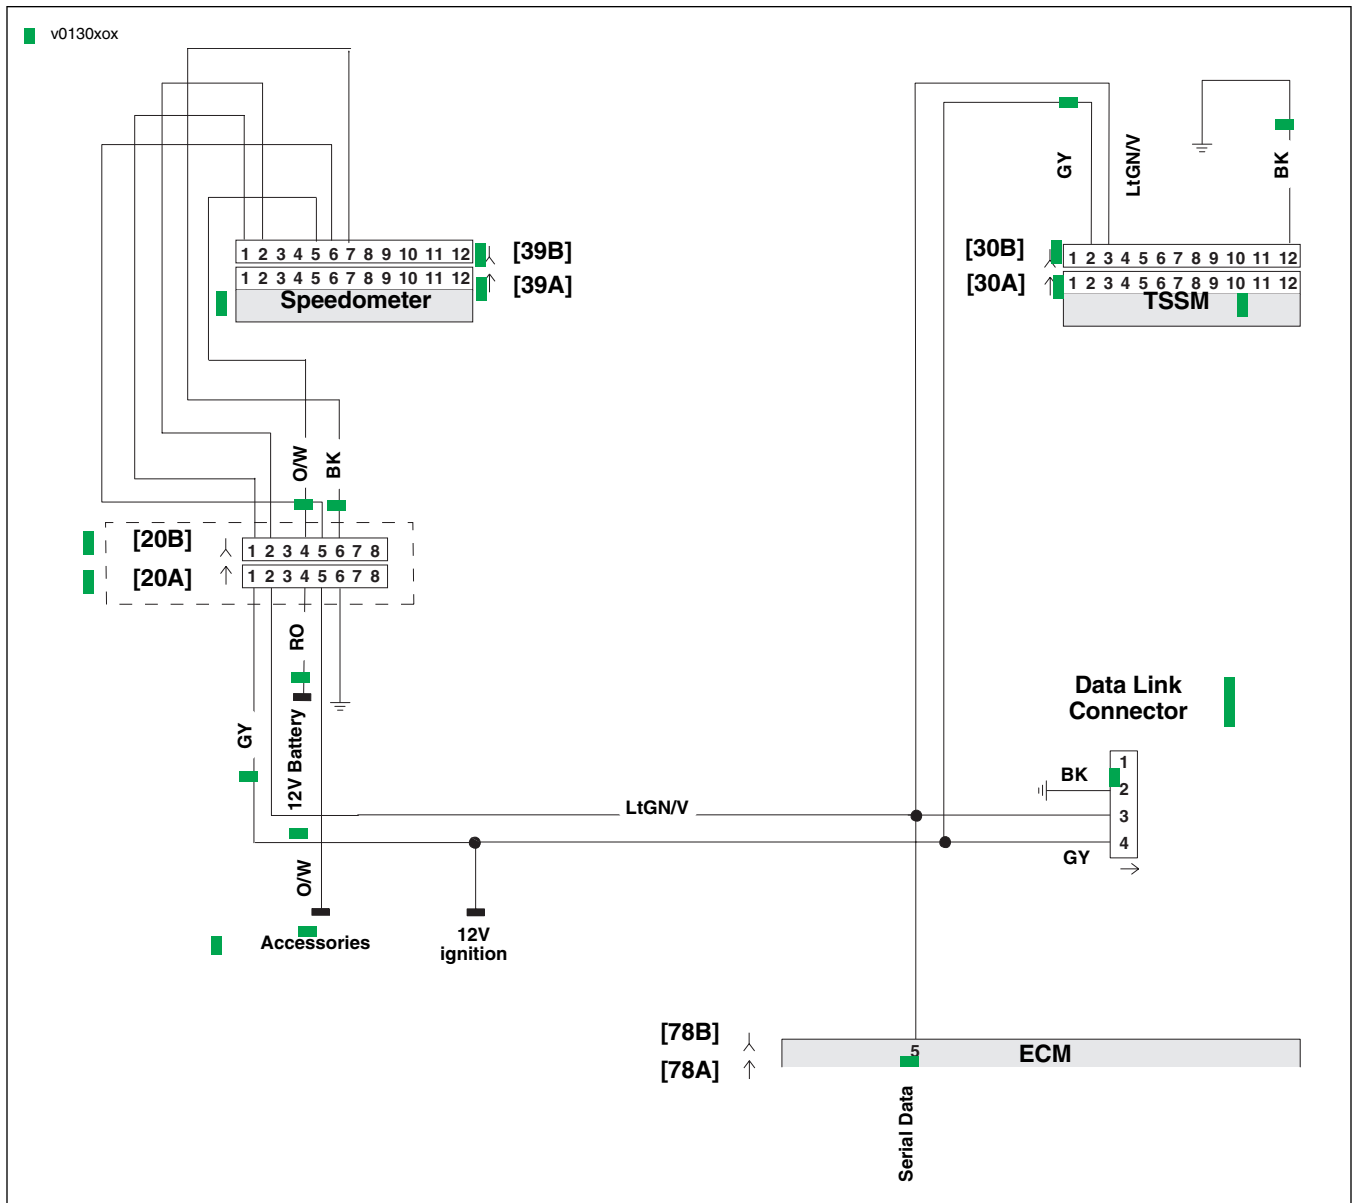 v0130xox
GY
LtGN/V
BK
1 2 3 4 5 6 7 8 9 10 11 12
[39B]
1 2 3 4 5 6 7 8 9 10 11 12
[39A]
Speedometer
[30B]
1 2 3 4 5 6 7 8 9 10 11 12
[30A]
1 2 3 4 5 6 7 8 9 10 11 12
TSSM
O/W
BK
[20B]
1 2 3 4 5 6 7 8
[20A]
1 2 3 4 5 6 7 8
RO
GY
12V Battery
O/W
Accessories
12V
ignition
LtGN/V
Data Link
Connector
BK
1
2
3
4
GY
[78B]
[78A]
5
ECM
Serial Data